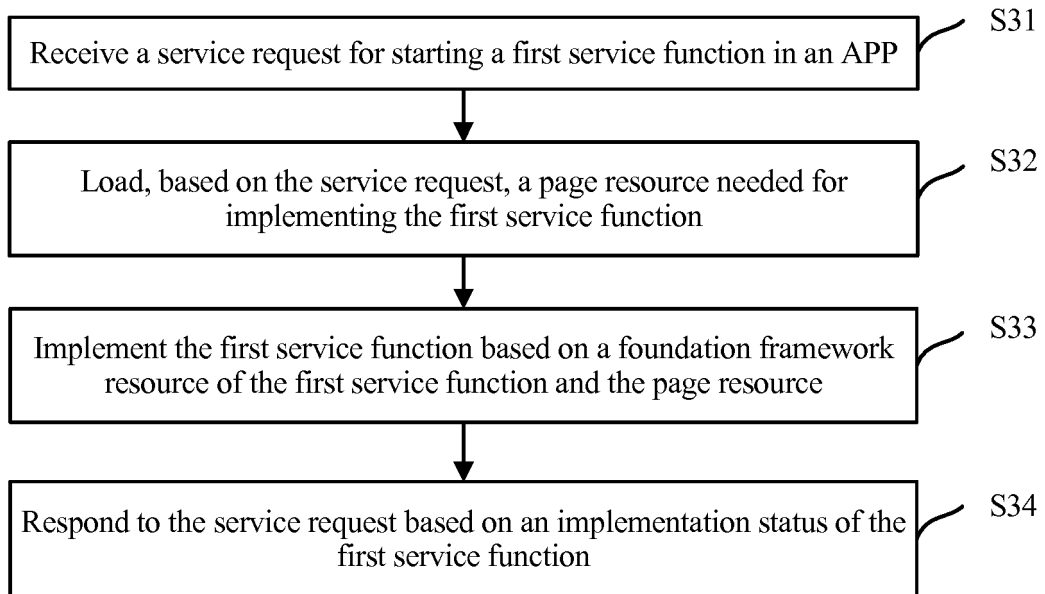 Receive a service request for starting a first service function in an APP
S31
Load, based on the service request, a page resource needed for
implementing the first service function
S32
Implement the first service function based on a foundation framework
resource of the first service function and the page resource
S33
Respond to the service request based on an implementation status of the
first service function
S34